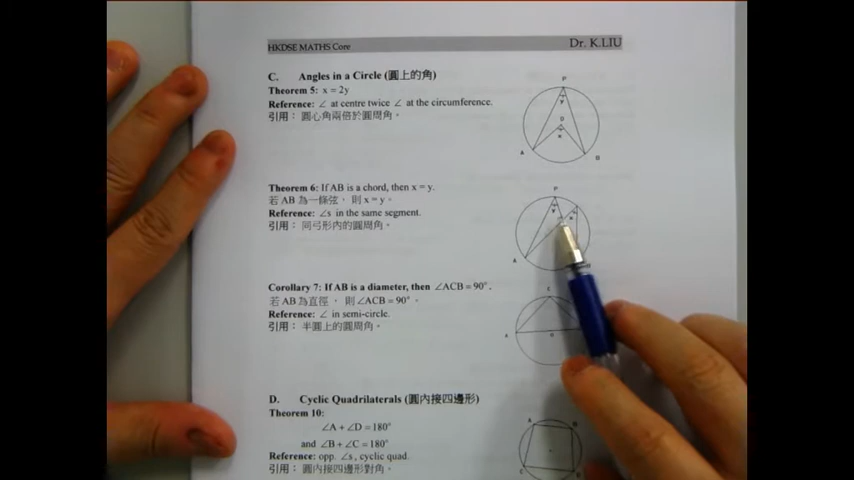 HKDSE MATHS Core
Dr. K.LIU
C. Angles in a Circle (圓上的角)
Theorem 5: x = 2y
Reference: ∠ at centre twice ∠ at the circumference.
引用： 圓心角兩倍於圓周角。
P
y
O
x
A
B
Theorem 6: If AB is a chord, then x = y.
若 AB 為一條弦， 則 x = y。
Reference: ∠s in the same segment.
引用： 同弓形內的圓周角。
P
y
x
A
Corollary 7: If AB is a diameter, then ∠ACB = 90°.
若 AB 為直徑， 則 ∠ACB = 90°。
Reference: ∠ in semi-circle.
引用： 半圓上的圓周角。
C
A
O
D. Cyclic Quadrilaterals (圓內接四邊形)
Theorem 10:
∠A + ∠D = 180°
and ∠B + ∠C = 180°
Reference: opp. ∠s, cyclic quad.
引用： 圓內接四邊形對角。
A
B
C
D